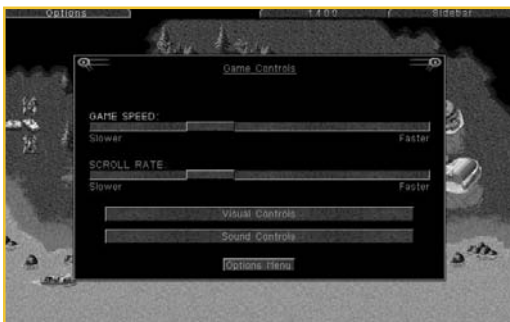 Options 1400 Sidebar
Game Controls
GAME SPEED:
Slower Faster
SCROLL RATE:
Slower Faster
Visual Controls
Sound Controls
Options Menu